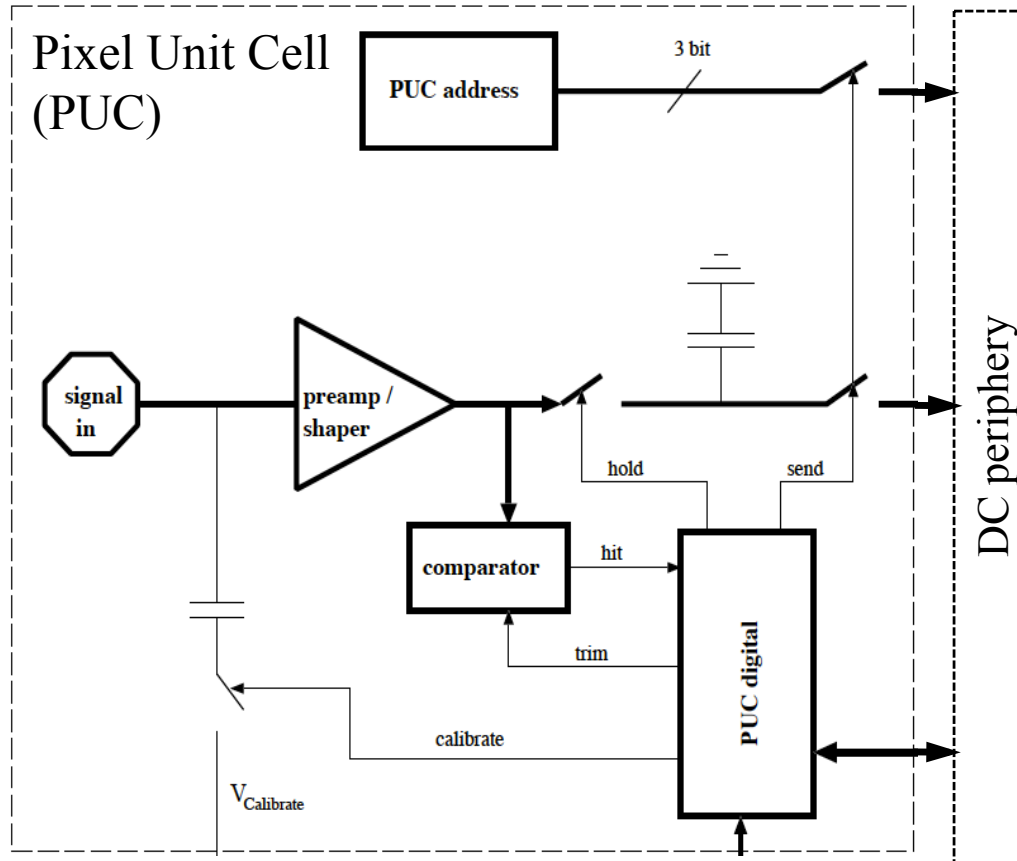 Pixel Unit Cell
(PUC)
PUC address
3 bit
signal
in
preamp /
shaper
hold
send
comparator
hit
trim
calibrate
V_Calibrate
PUC digital
DC periphery